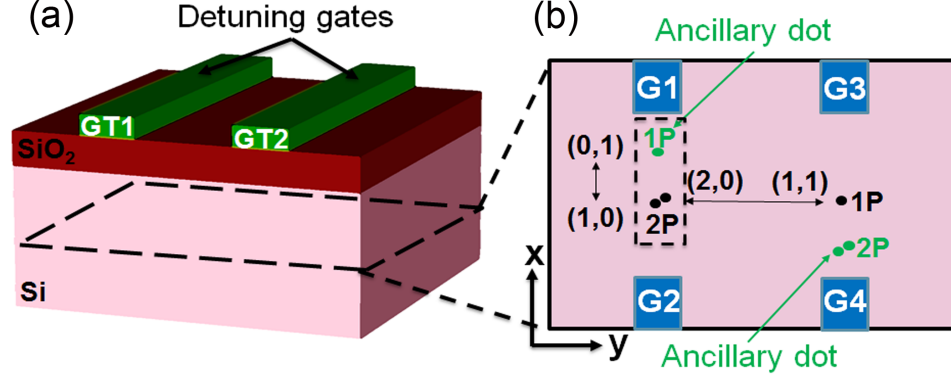 (a)
Detuning gates
GT1
GT2
SiO₂
Si
(b)
Ancillary dot
G1
G3
1P
(0,1)
(2,0)
(1,1)
1P
(1,0)
2P
2P
x
G2
G4
y
Ancillary dot